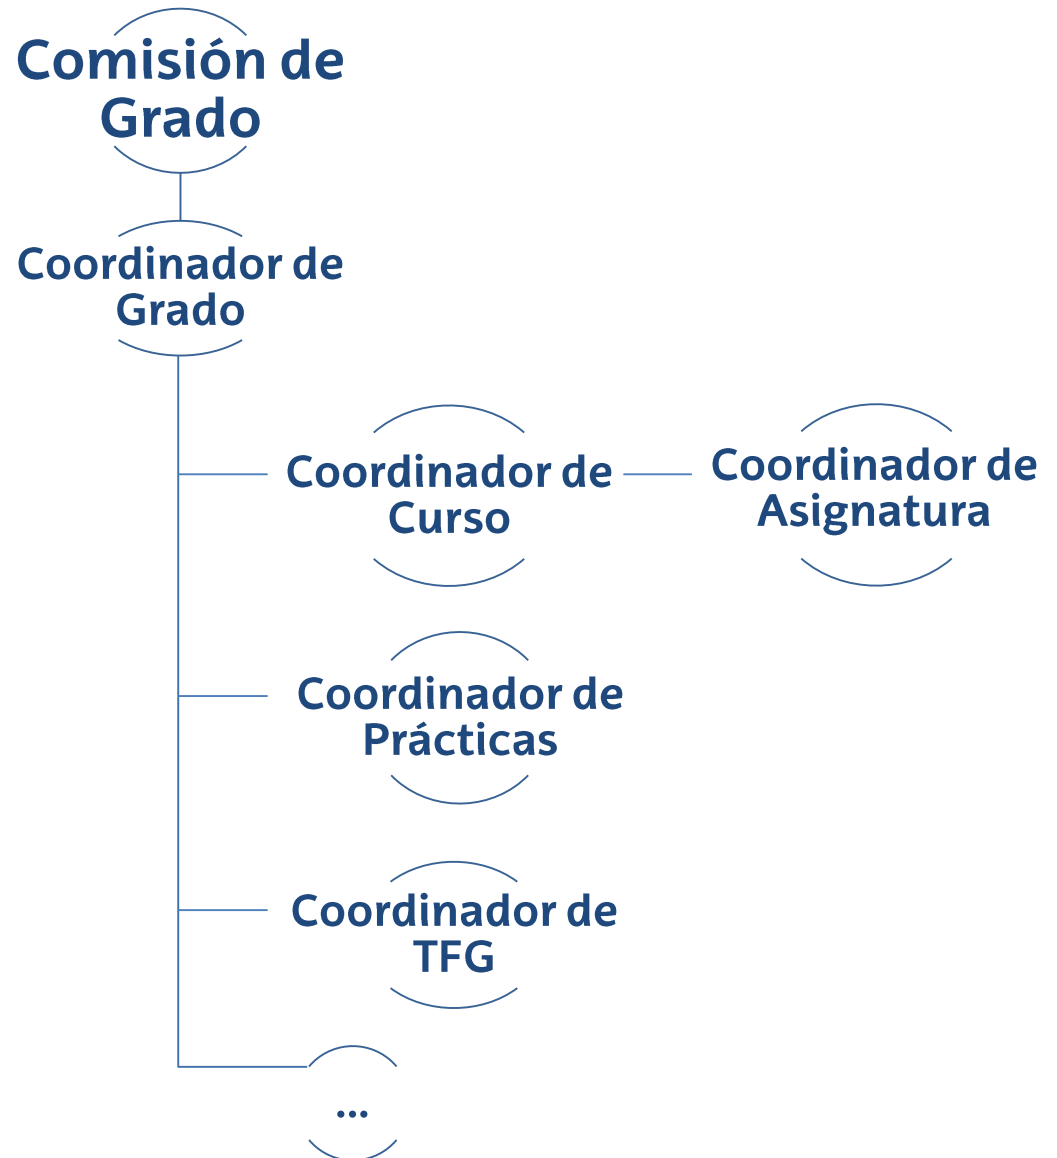 Comisión de
Grado
Coordinador de
Grado
Coordinador de
Curso
Coordinador de
Asignatura
Coordinador de
Prácticas
Coordinador de
TFG
...